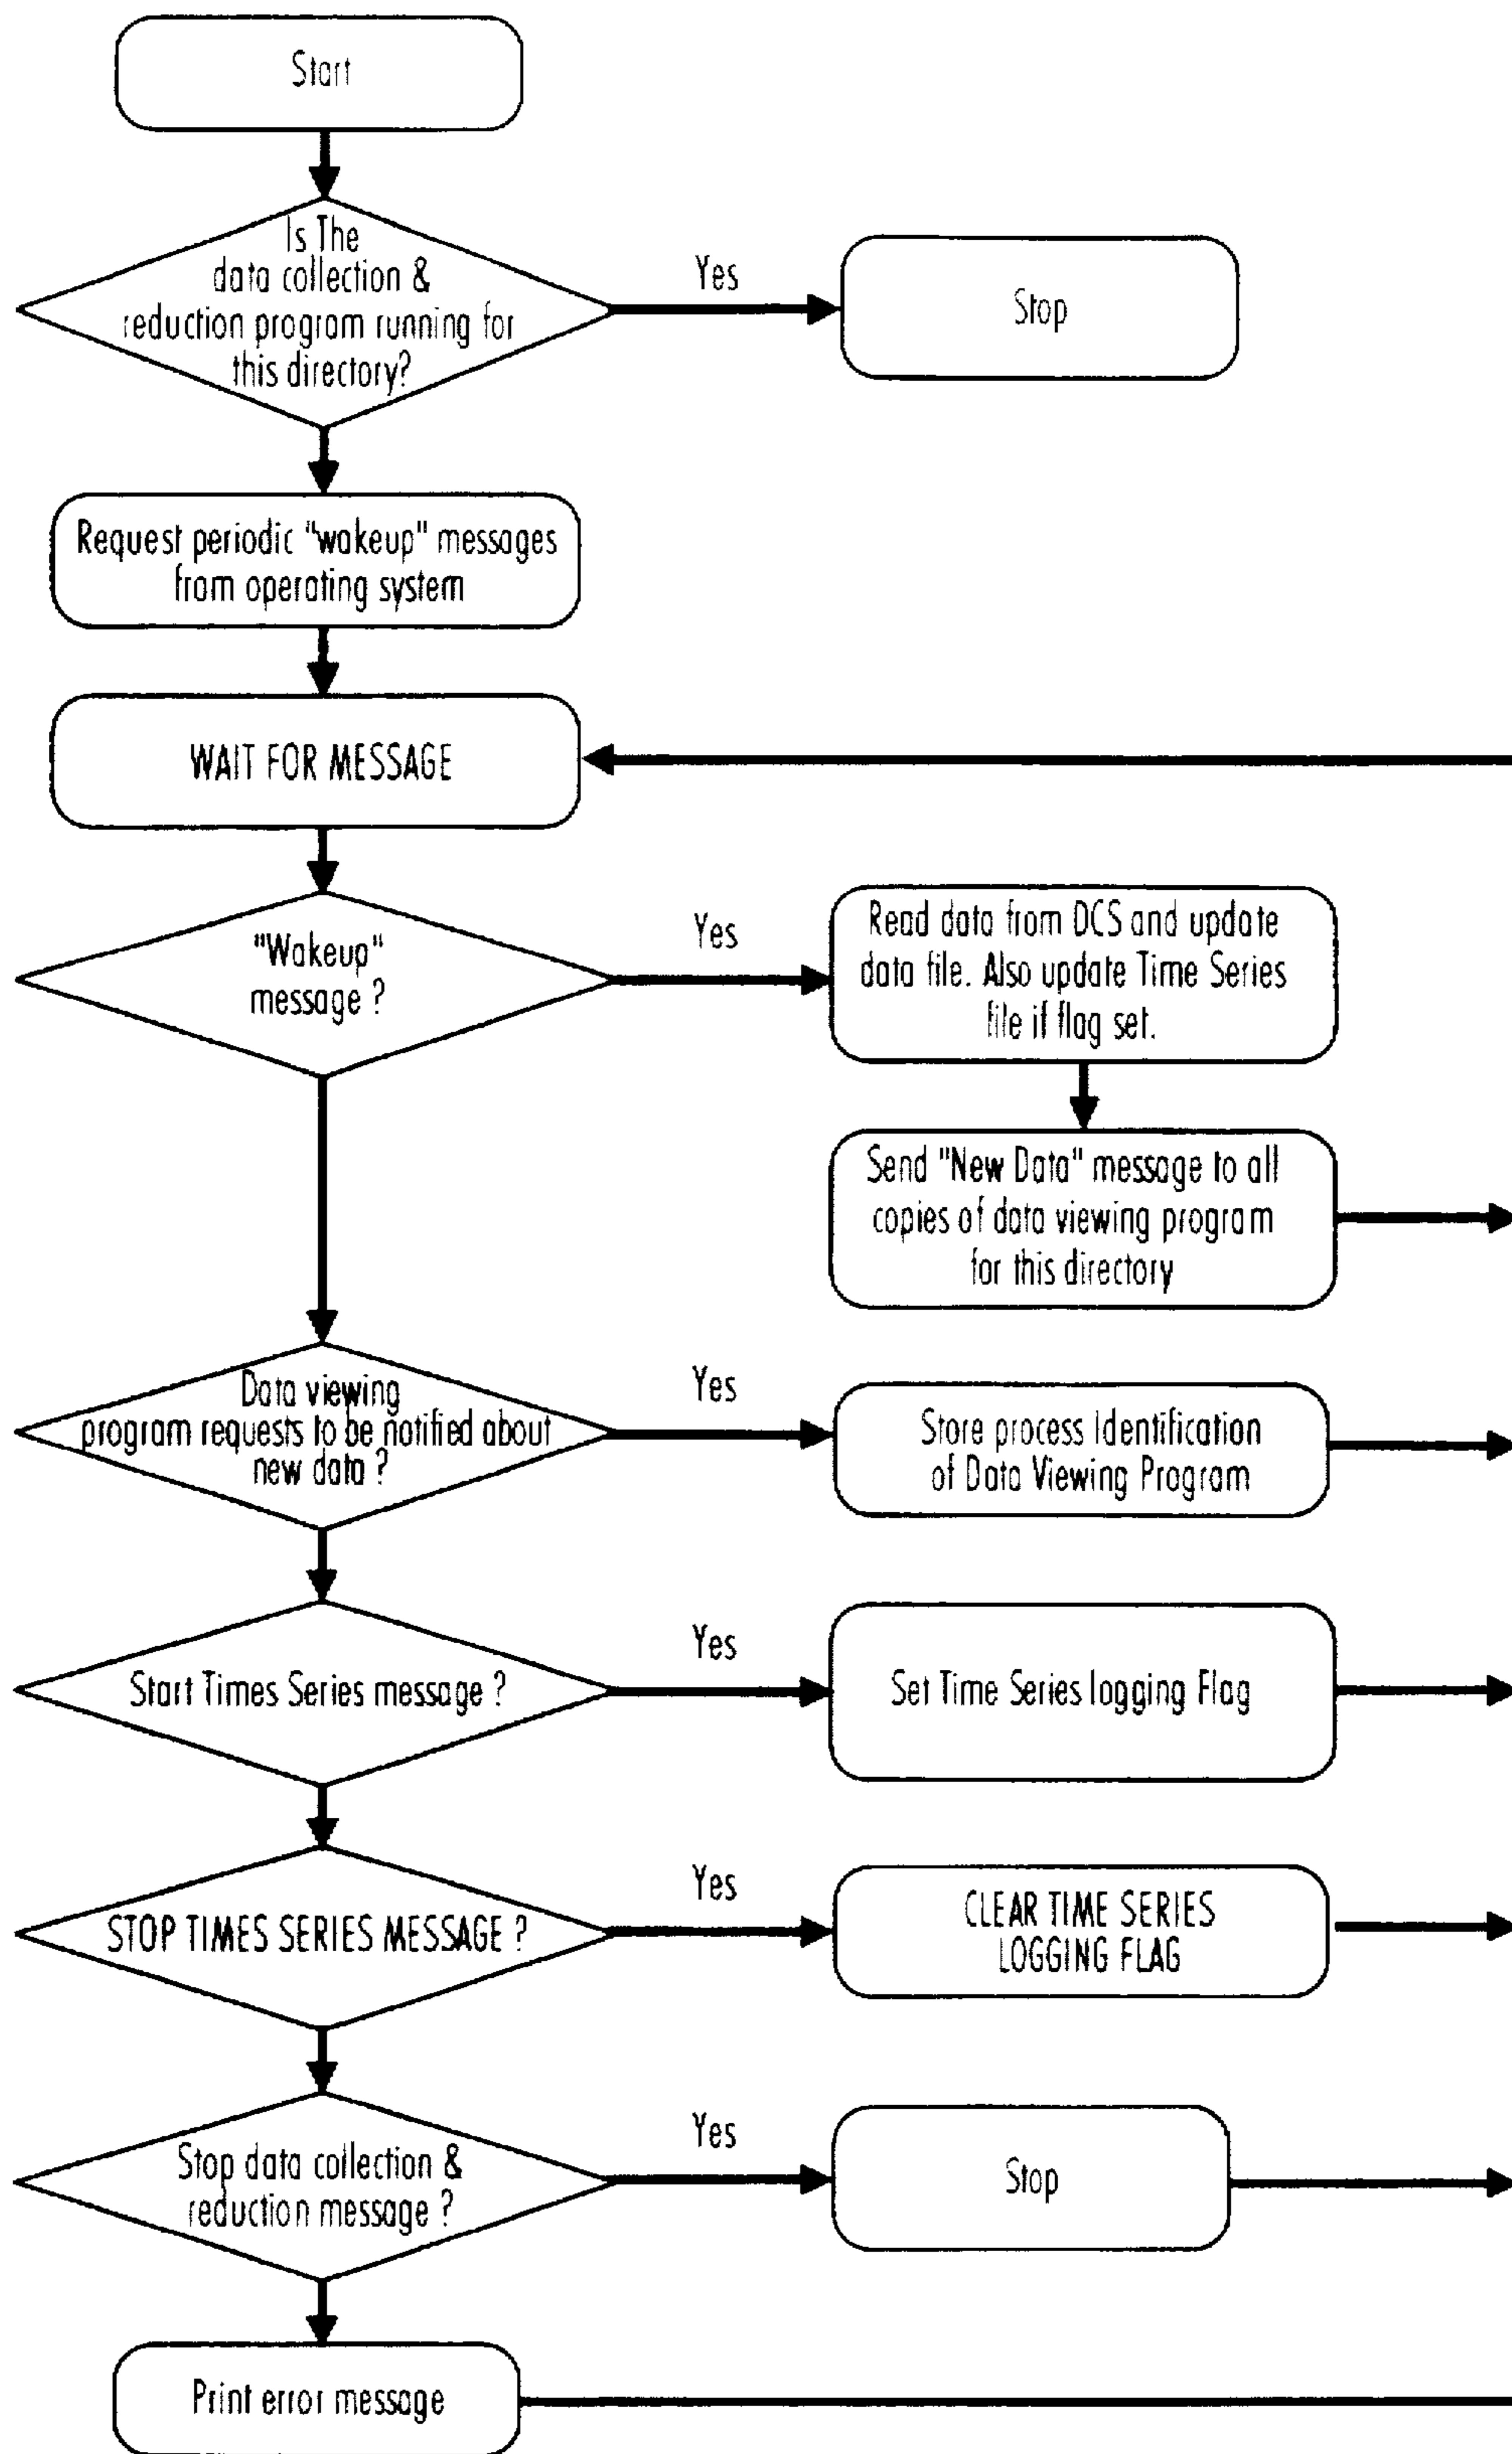 Start
Is The
data collection &
reduction program running for
this directory?
Yes
Stop
Request periodic "wakeup" messages
from operating system
WAIT FOR MESSAGE
"Wakeup"
message ?
Yes
Read data from DCS and update
data file. Also update Time Series
file if flag set.
Send "New Data" message to all
copies of data viewing program
for this directory
Data viewing
program requests to be notified about
new data ?
Yes
Store process Identification
of Data Viewing Program
Start Times Series message ?
Yes
Set Time Series logging Flag
STOP TIMES SERIES MESSAGE ?
Yes
CLEAR TIME SERIES
LOGGING FLAG
Stop data collection &
reduction message ?
Yes
Stop
Print error message